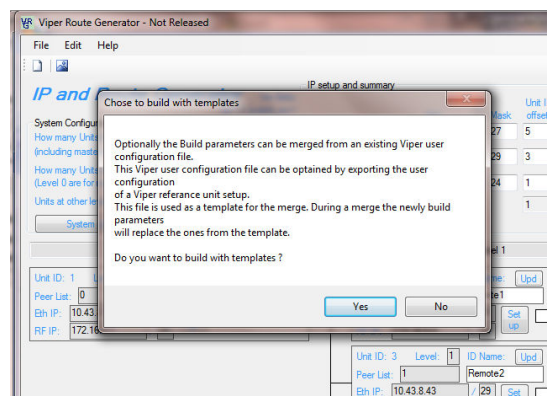 Viper Route Generator - Not Released
File Edit Help
IP and
IP setup and summary
Chose to build with templates
Optionally the Build parameters can be merged from an existing Viper user
configuration file.
This Viper user configuration file can be optained by exporting the user
configuration
of a Viper referance unit setup.
This file is used as a template for the merge. During a merge the newly build
parameters
will replace the ones from the template.
Do you want to build with templates ?
Yes No
System Configu
How many Units
(including maste
How many Unit
(Level 0 are for
Units at other le
System
Mask
Unit I
offset
27 5
29 3
24 1
1
el 1
Unit ID: 1
Peer List: 0
Eth IP: 10.43.
RF IP: 172.16
me: Upd
te1
Set
up
Unit ID: 3 Level: 1 ID Name: Upd
Peer List: 1 Remote2
Eth IP: 10.43.8.43 / 29 Set